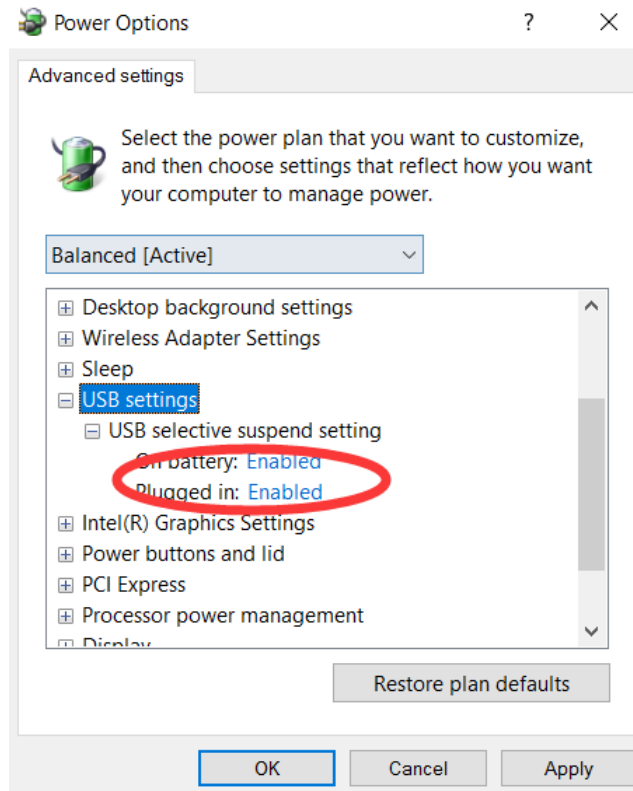 Power Options
Advanced settings
Select the power plan that you want to customize,
and then choose settings that reflect how you want
your computer to manage power.
Balanced [Active]
Desktop background settings
Wireless Adapter Settings
Sleep
USB settings
USB selective suspend setting
On battery: Enabled
Plugged in: Enabled
Intel(R) Graphics Settings
Power buttons and lid
PCI Express
Processor power management
Display
Restore plan defaults
OK Cancel Apply